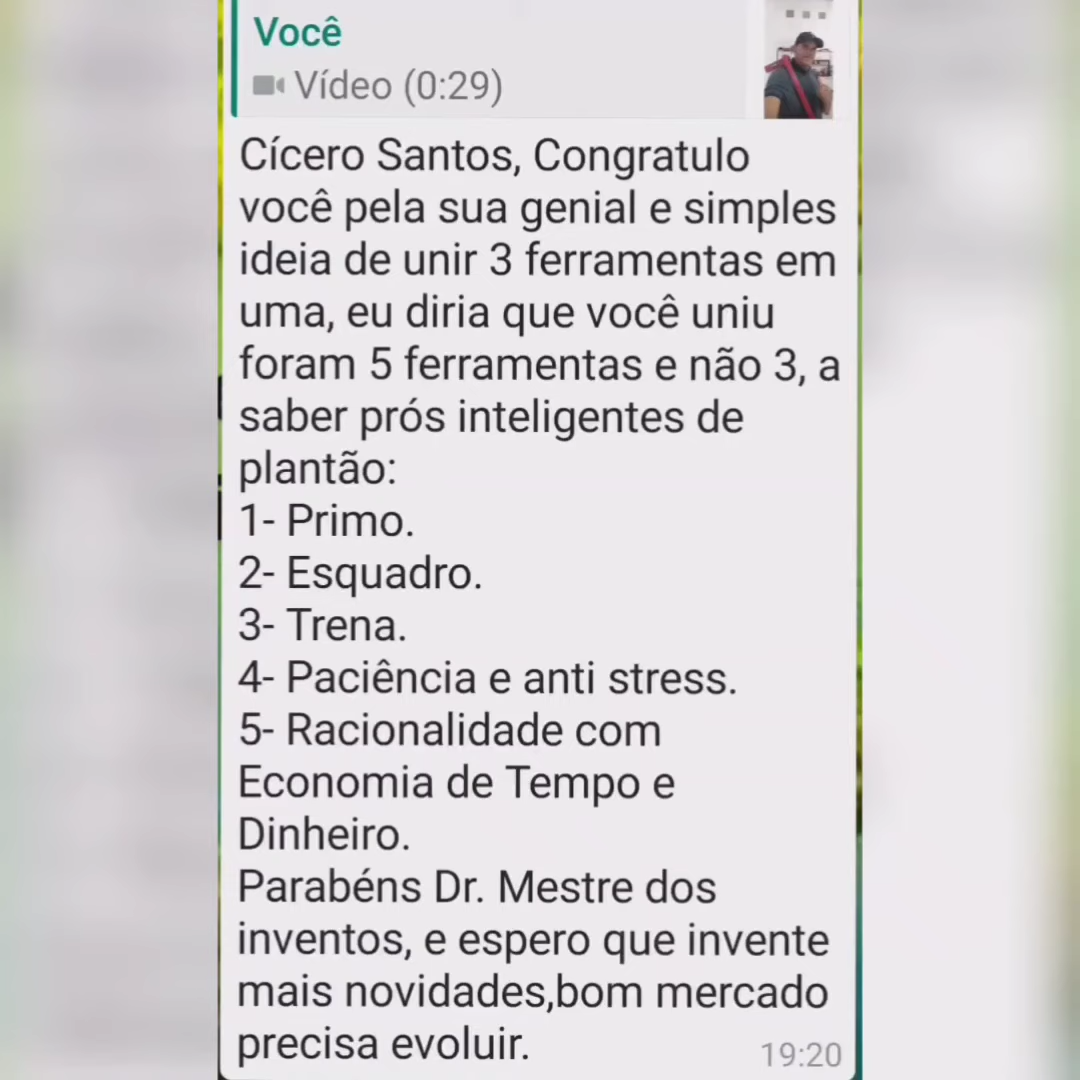 Você
Vídeo (0:29)
Cícero Santos, Congratulo
você pela sua genial e simples
ideia de unir 3 ferramentas em
uma, eu diria que você uniu
foram 5 ferramentas e não 3, a
saber prós inteligentes de
plantão:
1- Primo.
2- Esquadro.
3- Trena.
4- Paciência e anti stress.
5- Racionalidade com
Economia de Tempo e
Dinheiro.
Parabéns Dr. Mestre dos
inventos, e espero que invente
mais novidades,bom mercado
precisa evoluir.
19:20